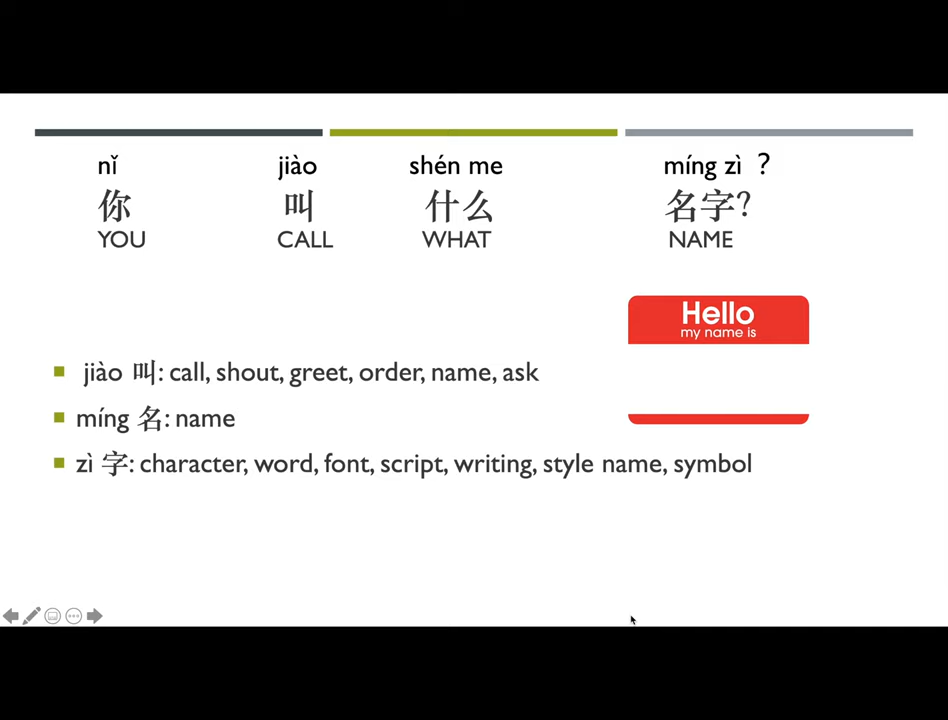 nǐ jiào shén me míng zì ?
你 叫 什么 名字?
YOU CALL WHAT NAME
Hello
my name is
jiào 叫: call, shout, greet, order, name, ask
míng 名: name
zì 字: character, word, font, script, writing, style name, symbol